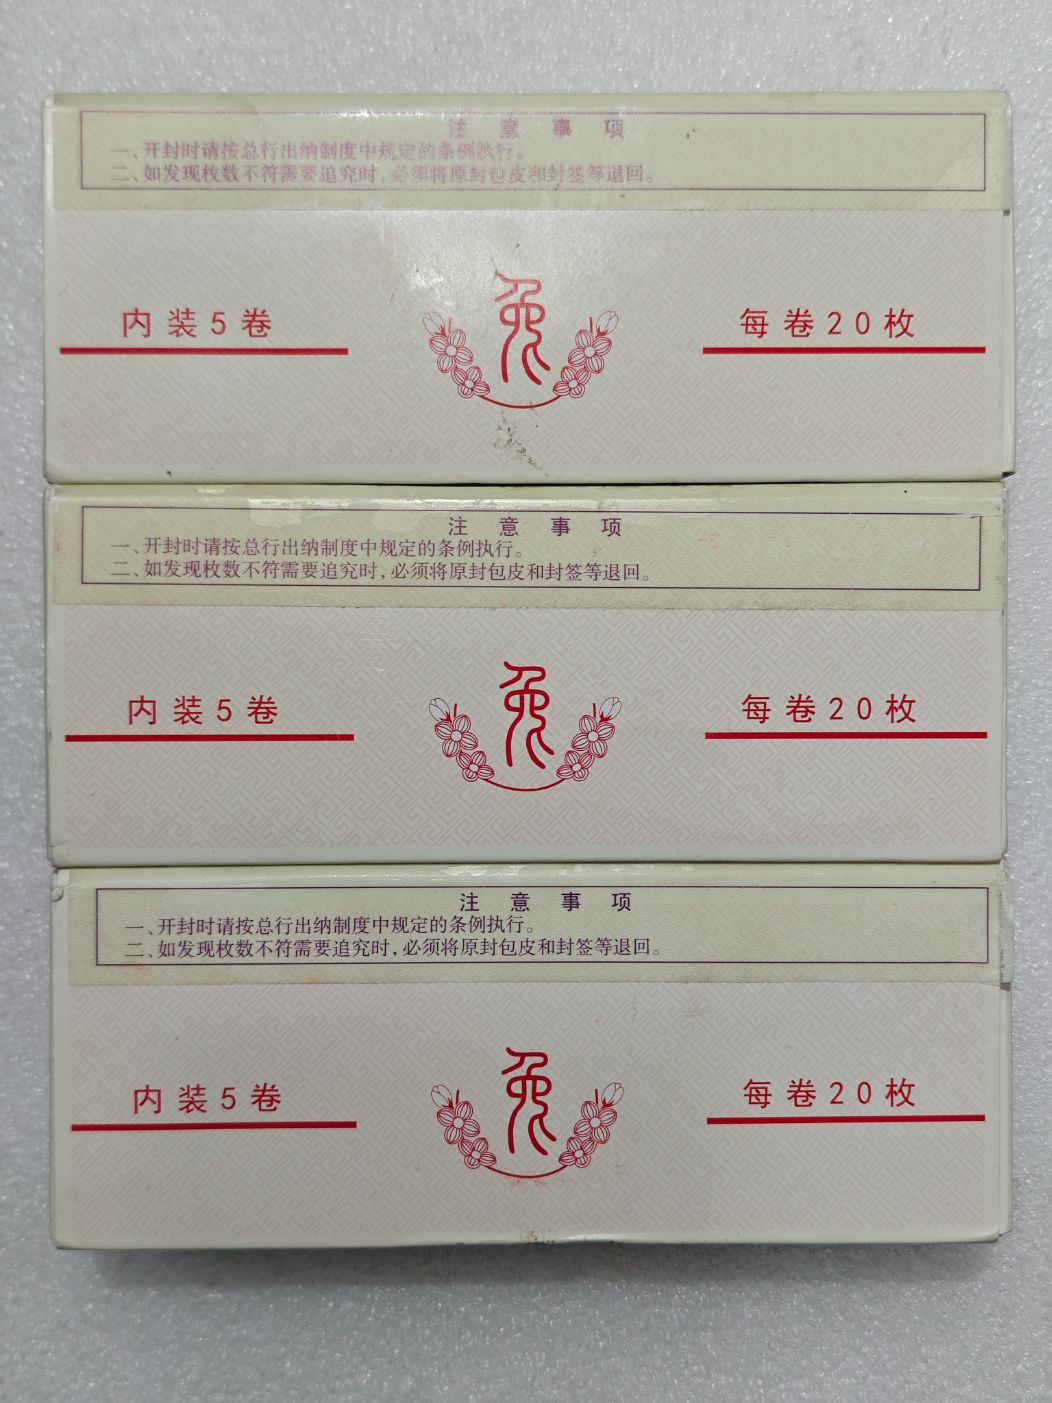 注意事项
一、开封时请按总行出纳制度中规定的条例执行。
二、如发现枚数不符需要追究时,必须将原封包皮和封签等退回。
内装5卷
兔
每卷20枚
注意事项
一、开封时请按总行出纳制度中规定的条例执行。
二、如发现枚数不符需要追究时,必须将原封包皮和封签等退回。
内装5卷
兔
每卷20枚
注意事项
一、开封时请按总行出纳制度中规定的条例执行。
二、如发现枚数不符需要追究时,必须将原封包皮和封签等退回。
内装5卷
兔
每卷20枚